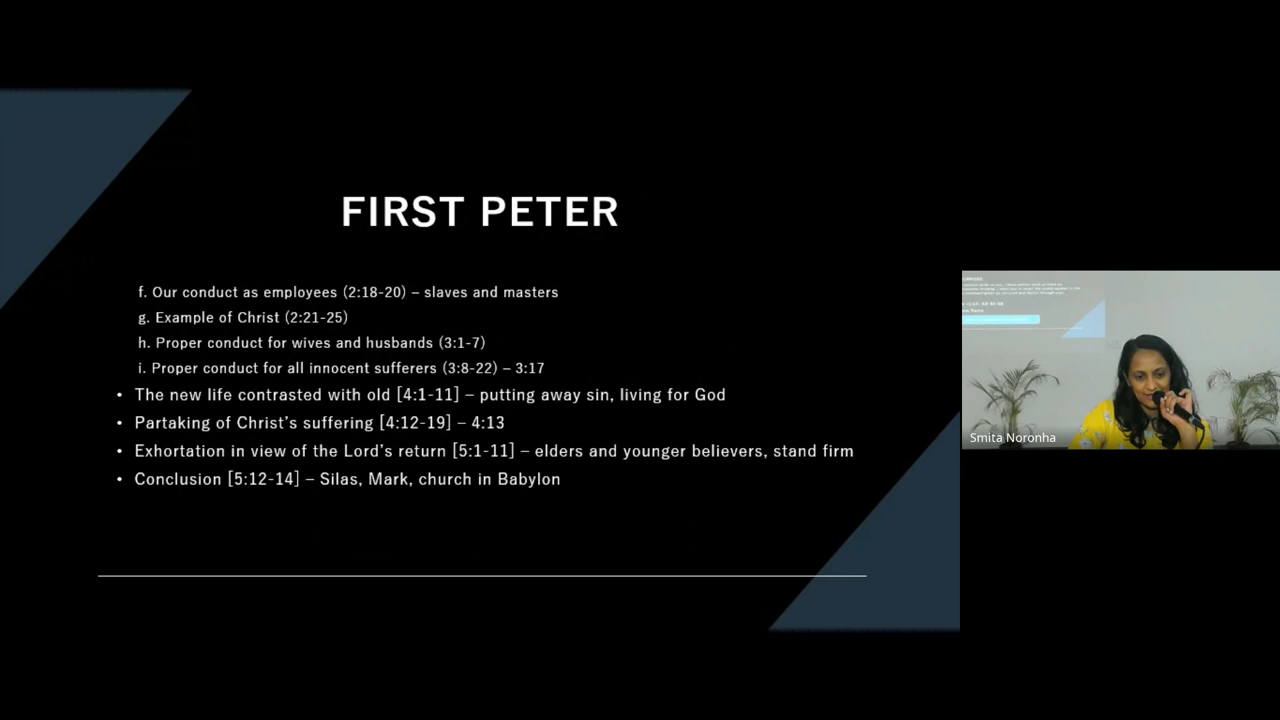 FIRST PETER
f. Our conduct as employees (2:18-20) – slaves and masters
g. Example of Christ (2:21-25)
h. Proper conduct for wives and husbands (3:1-7)
i. Proper conduct for all innocent sufferers (3:8-22) – 3:17
• The new life contrasted with old [4:1-11] – putting away sin, living for God
• Partaking of Christ's suffering [4:12-19] – 4:13
• Exhortation in view of the Lord's return [5:1-11] – elders and younger believers, stand firm
• Conclusion [5:12-14] – Silas, Mark, church in Babylon
Smita Noronha